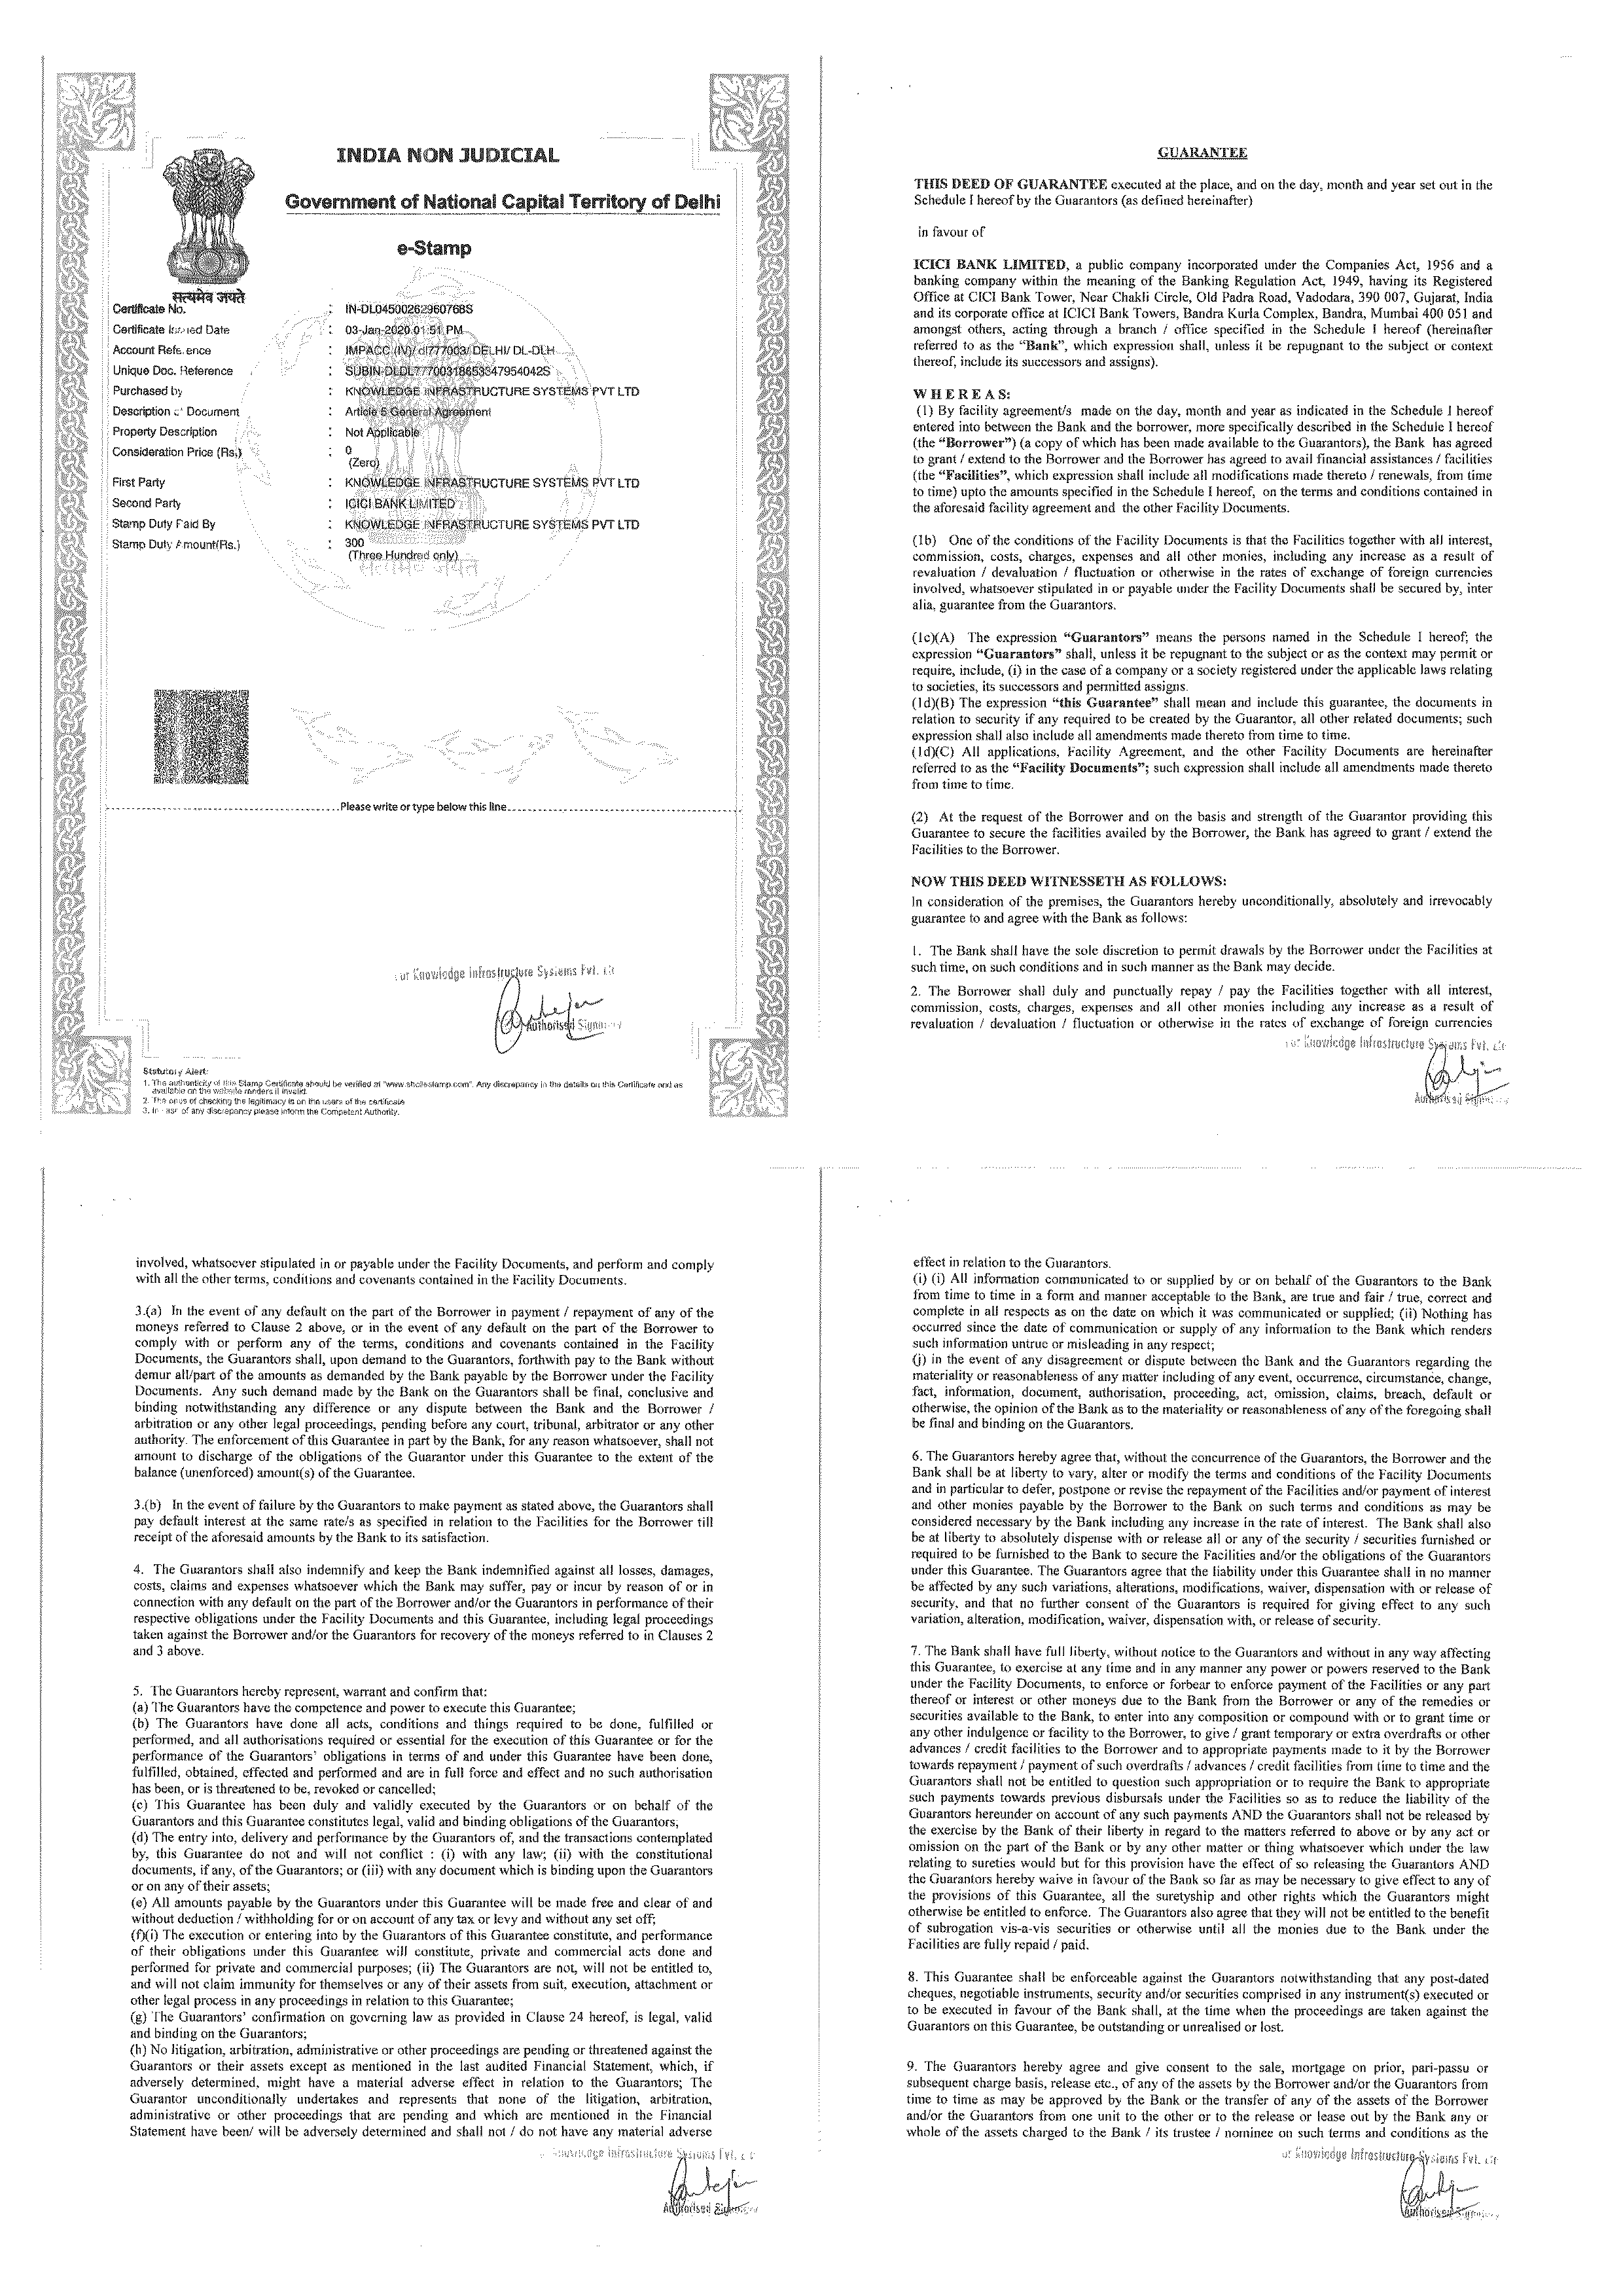 INDIA NON JUDICIAL
Government of National Capital Territory of Delhi
e-Stamp
सत्यमेव जयते
Certificate No. : IN-DL04500262960768S
Certificate Issued Date : 03-Jan-2020 01:51 PM
Account Reference : IMPACC (IV)/ dl777003/ DELHI/ DL-DLH
Unique Doc. Reference : SUBIN-DLDL77700318653347954042S
Purchased by : KNOWLEDGE INFRASTRUCTURE SYSTEMS PVT LTD
Description of Document : Article 5 General Agreement
Property Description : Not Applicable
Consideration Price (Rs.) : 0
(Zero)
First Party : KNOWLEDGE INFRASTRUCTURE SYSTEMS PVT LTD
Second Party : ICICI BANK LIMITED
Stamp Duty Paid By : KNOWLEDGE INFRASTRUCTURE SYSTEMS PVT LTD
Stamp Duty Amount(Rs.) : 300
(Three Hundred only)
सत्यमेव जयते
Please write or type below this line
Knowledge Infrastructure Systems Pvt.
Authorised
Statutory Alert:
1. The authenticity of this Stamp Certificate should be verified at "www.shcilestamp.com". Any discrepancy in the details on this Certificate and as
available on the website renders it invalid.
2. The onus of checking the legitimacy is on the users of the certificate
3. In case of any discrepancy please inform the Competent Authority.
GUARANTEE
THIS DEED OF GUARANTEE executed at the place, and on the day, month and year set out in the
Schedule I hereof by the Guarantors (as defined hereinafter)
in favour of
ICICI BANK LIMITED, a public company incorporated under the Companies Act, 1956 and a
banking company within the meaning of the Banking Regulation Act, 1949, having its Registered
Office at CICI Bank Tower, Near Chakli Circle, Old Padra Road, Vadodara, 390 007, Gujarat, India
and its corporate office at ICICI Bank Towers, Bandra Kurla Complex, Bandra, Mumbai 400 051 and
amongst others, acting through a branch / office specified in the Schedule I hereof (hereinafter
referred to as the “Bank”, which expression shall, unless it be repugnant to the subject or context
thereof, include its successors and assigns).
W H E R E A S:
(1) By facility agreement/s made on the day, month and year as indicated in the Schedule I hereof
entered into between the Bank and the borrower, more specifically described in the Schedule I hereof
(the “Borrower”) (a copy of which has been made available to the Guarantors), the Bank has agreed
to grant / extend to the Borrower and the Borrower has agreed to avail financial assistances / facilities
(the “Facilities”, which expression shall include all modifications made thereto / renewals, from time
to time) upto the amounts specified in the Schedule I hereof, on the terms and conditions contained in
the aforesaid facility agreement and the other Facility Documents.
(1b) One of the conditions of the Facility Documents is that the Facilities together with all interest,
commission, costs, charges, expenses and all other monies, including any increase as a result of
revaluation / devaluation / fluctuation or otherwise in the rates of exchange of foreign currencies
involved, whatsoever stipulated in or payable under the Facility Documents shall be secured by, inter
alia, guarantee from the Guarantors.
(1c)(A) The expression “Guarantors” means the persons named in the Schedule I hereof; the
expression “Guarantors” shall, unless it be repugnant to the subject or as the context may permit or
require, include, (i) in the case of a company or a society registered under the applicable laws relating
to societies, its successors and permitted assigns.
(1d)(B) The expression “this Guarantee” shall mean and include this guarantee, the documents in
relation to security if any required to be created by the Guarantor, all other related documents; such
expression shall also include all amendments made thereto from time to time.
(1d)(C) All applications, Facility Agreement, and the other Facility Documents are hereinafter
referred to as the “Facility Documents”; such expression shall include all amendments made thereto
from time to time.
(2) At the request of the Borrower and on the basis and strength of the Guarantor providing this
Guarantee to secure the facilities availed by the Borrower, the Bank has agreed to grant / extend the
Facilities to the Borrower.
NOW THIS DEED WITNESSETH AS FOLLOWS:
In consideration of the premises, the Guarantors hereby unconditionally, absolutely and irrevocably
guarantee to and agree with the Bank as follows:
1. The Bank shall have the sole discretion to permit drawals by the Borrower under the Facilities at
such time, on such conditions and in such manner as the Bank may decide.
2. The Borrower shall duly and punctually repay / pay the Facilities together with all interest,
commission, costs, charges, expenses and all other monies including any increase as a result of
revaluation / devaluation / fluctuation or otherwise in the rates of exchange of foreign currencies
Knowledge Infrastructure Systems Pvt.
Authorised
involved, whatsoever stipulated in or payable under the Facility Documents, and perform and comply
with all the other terms, conditions and covenants contained in the Facility Documents.
3.(a) In the event of any default on the part of the Borrower in payment / repayment of any of the
moneys referred to Clause 2 above, or in the event of any default on the part of the Borrower to
comply with or perform any of the terms, conditions and covenants contained in the Facility
Documents, the Guarantors shall, upon demand to the Guarantors, forthwith pay to the Bank without
demur all/part of the amounts as demanded by the Bank payable by the Borrower under the Facility
Documents. Any such demand made by the Bank on the Guarantors shall be final, conclusive and
binding notwithstanding any difference or any dispute between the Bank and the Borrower /
arbitration or any other legal proceedings, pending before any court, tribunal, arbitrator or any other
authority. The enforcement of this Guarantee in part by the Bank, for any reason whatsoever, shall not
amount to discharge of the obligations of the Guarantor under this Guarantee to the extent of the
balance (unenforced) amount(s) of the Guarantee.
3.(b) In the event of failure by the Guarantors to make payment as stated above, the Guarantors shall
pay default interest at the same rate/s as specified in relation to the Facilities for the Borrower till
receipt of the aforesaid amounts by the Bank to its satisfaction.
4. The Guarantors shall also indemnify and keep the Bank indemnified against all losses, damages,
costs, claims and expenses whatsoever which the Bank may suffer, pay or incur by reason of or in
connection with any default on the part of the Borrower and/or the Guarantors in performance of their
respective obligations under the Facility Documents and this Guarantee, including legal proceedings
taken against the Borrower and/or the Guarantors for recovery of the moneys referred to in Clauses 2
and 3 above.
5. The Guarantors hereby represent, warrant and confirm that:
(a) The Guarantors have the competence and power to execute this Guarantee;
(b) The Guarantors have done all acts, conditions and things required to be done, fulfilled or
performed, and all authorisations required or essential for the execution of this Guarantee or for the
performance of the Guarantors’ obligations in terms of and under this Guarantee have been done,
fulfilled, obtained, effected and performed and are in full force and effect and no such authorisation
has been, or is threatened to be, revoked or cancelled;
(c) This Guarantee has been duly and validly executed by the Guarantors or on behalf of the
Guarantors and this Guarantee constitutes legal, valid and binding obligations of the Guarantors;
(d) The entry into, delivery and performance by the Guarantors of, and the transactions contemplated
by, this Guarantee do not and will not conflict : (i) with any law; (ii) with the constitutional
documents, if any, of the Guarantors; or (iii) with any document which is binding upon the Guarantors
or on any of their assets;
(e) All amounts payable by the Guarantors under this Guarantee will be made free and clear of and
without deduction / withholding for or on account of any tax or levy and without any set off;
(f)(i) The execution or entering into by the Guarantors of this Guarantee constitute, and performance
of their obligations under this Guarantee will constitute, private and commercial acts done and
performed for private and commercial purposes; (ii) The Guarantors are not, will not be entitled to,
and will not claim immunity for themselves or any of their assets from suit, execution, attachment or
other legal process in any proceedings in relation to this Guarantee;
(g) The Guarantors’ confirmation on governing law as provided in Clause 24 hereof, is legal, valid
and binding on the Guarantors;
(h) No litigation, arbitration, administrative or other proceedings are pending or threatened against the
Guarantors or their assets except as mentioned in the last audited Financial Statement, which, if
adversely determined, might have a material adverse effect in relation to the Guarantors; The
Guarantor unconditionally undertakes and represents that none of the litigation, arbitration,
administrative or other proceedings that are pending and which are mentioned in the Financial
Statement have been/ will be adversely determined and shall not / do not have any material adverse
Knowledge Infrastructure Systems Pvt.
Authorised
effect in relation to the Guarantors.
(i) (i) All information communicated to or supplied by or on behalf of the Guarantors to the Bank
from time to time in a form and manner acceptable to the Bank, are true and fair / true, correct and
complete in all respects as on the date on which it was communicated or supplied; (ii) Nothing has
occurred since the date of communication or supply of any information to the Bank which renders
such information untrue or misleading in any respect;
(j) in the event of any disagreement or dispute between the Bank and the Guarantors regarding the
materiality or reasonableness of any matter including of any event, occurrence, circumstance, change,
fact, information, document, authorisation, proceeding, act, omission, claims, breach, default or
otherwise, the opinion of the Bank as to the materiality or reasonableness of any of the foregoing shall
be final and binding on the Guarantors.
6. The Guarantors hereby agree that, without the concurrence of the Guarantors, the Borrower and the
Bank shall be at liberty to vary, alter or modify the terms and conditions of the Facility Documents
and in particular to defer, postpone or revise the repayment of the Facilities and/or payment of interest
and other monies payable by the Borrower to the Bank on such terms and conditions as may be
considered necessary by the Bank including any increase in the rate of interest. The Bank shall also
be at liberty to absolutely dispense with or release all or any of the security / securities furnished or
required to be furnished to the Bank to secure the Facilities and/or the obligations of the Guarantors
under this Guarantee. The Guarantors agree that the liability under this Guarantee shall in no manner
be affected by any such variations, alterations, modifications, waiver, dispensation with or release of
security, and that no further consent of the Guarantors is required for giving effect to any such
variation, alteration, modification, waiver, dispensation with, or release of security.
7. The Bank shall have full liberty, without notice to the Guarantors and without in any way affecting
this Guarantee, to exercise at any time and in any manner any power or powers reserved to the Bank
under the Facility Documents, to enforce or forbear to enforce payment of the Facilities or any part
thereof or interest or other moneys due to the Bank from the Borrower or any of the remedies or
securities available to the Bank, to enter into any composition or compound with or to grant time or
any other indulgence or facility to the Borrower, to give / grant temporary or extra overdrafts or other
advances / credit facilities to the Borrower and to appropriate payments made to it by the Borrower
towards repayment / payment of such overdrafts / advances / credit facilities from time to time and the
Guarantors shall not be entitled to question such appropriation or to require the Bank to appropriate
such payments towards previous disbursals under the Facilities so as to reduce the liability of the
Guarantors hereunder on account of any such payments AND the Guarantors shall not be released by
the exercise by the Bank of their liberty in regard to the matters referred to above or by any act or
omission on the part of the Bank or by any other matter or thing whatsoever which under the law
relating to sureties would but for this provision have the effect of so releasing the Guarantors AND
the Guarantors hereby waive in favour of the Bank so far as may be necessary to give effect to any of
the provisions of this Guarantee, all the suretyship and other rights which the Guarantors might
otherwise be entitled to enforce. The Guarantors also agree that they will not be entitled to the benefit
of subrogation vis-a-vis securities or otherwise until all the monies due to the Bank under the
Facilities are fully repaid / paid.
8. This Guarantee shall be enforceable against the Guarantors notwithstanding that any post-dated
cheques, negotiable instruments, security and/or securities comprised in any instrument(s) executed or
to be executed in favour of the Bank shall, at the time when the proceedings are taken against the
Guarantors on this Guarantee, be outstanding or unrealised or lost.
9. The Guarantors hereby agree and give consent to the sale, mortgage on prior, pari-passu or
subsequent charge basis, release etc., of any of the assets by the Borrower and/or the Guarantors from
time to time as may be approved by the Bank or the transfer of any of the assets of the Borrower
and/or the Guarantors from one unit to the other or to the release or lease out by the Bank any or
whole of the assets charged to the Bank / its trustee / nominee on such terms and conditions as the
Knowledge Infrastructure Systems Pvt.
Authorised